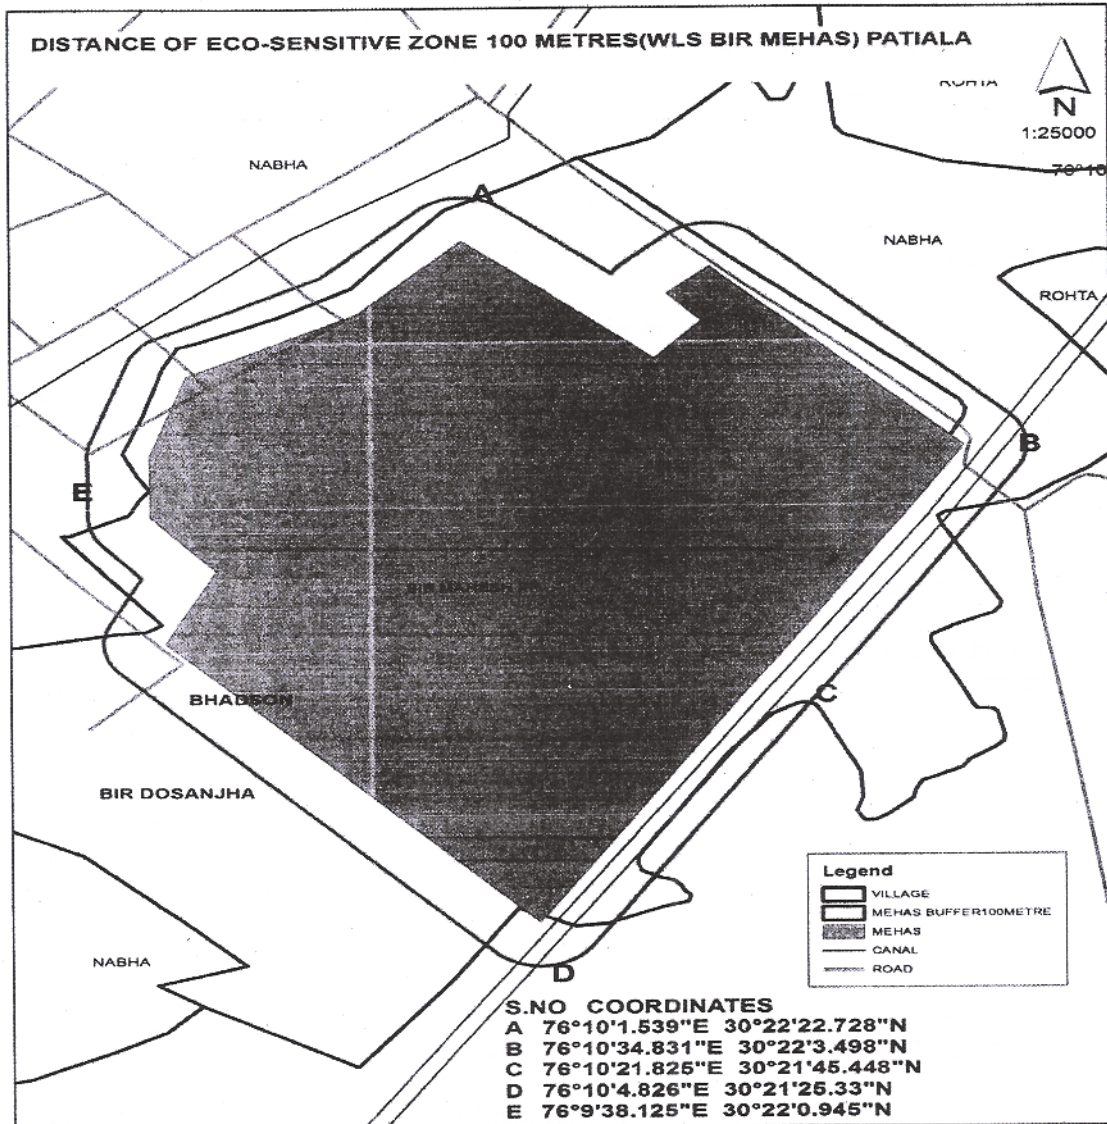 DISTANCE OF ECO-SENSITIVE ZONE 100 METRES(WLS BIR MEHAS) PATIALA
ROHTA
N
1:25000
NABHA
A
NABHA
ROHTA
B
E
BHADSON
C
BIR DOSANJHA
Legend
VILLAGE
MEHAS BUFFER100METRE
MEHAS
CANAL
ROAD
NABHA
D
S.NO COORDINATES
A 76°10'1.539"E 30°22'22.728"N
B 76°10'34.831"E 30°22'3.498"N
C 76°10'21.825"E 30°21'45.448"N
D 76°10'4.826"E 30°21'25.33"N
E 76°9'38.125"E 30°22'0.945"N